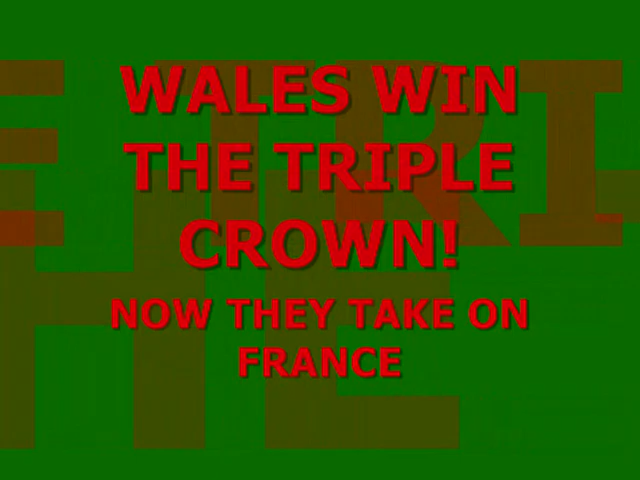 WALES WIN
THE TRIPLE
CROWN!
NOW THEY TAKE ON
FRANCE